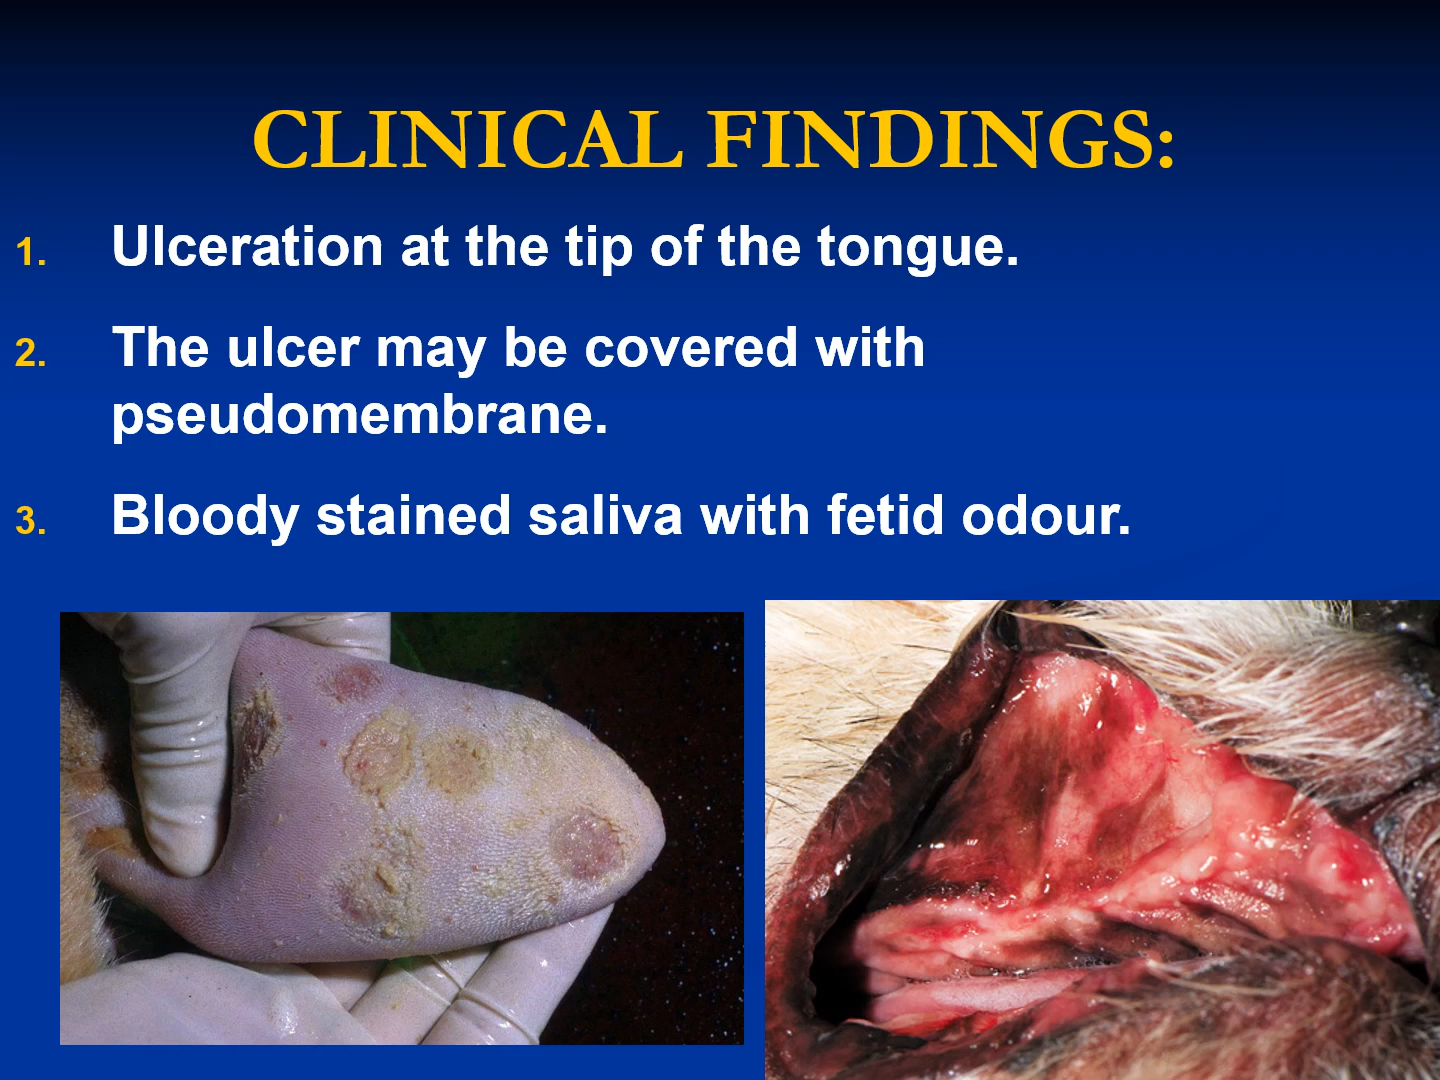 CLINICAL FINDINGS:
1. Ulceration at the tip of the tongue.
2. The ulcer may be covered with
pseudomembrane.
3. Bloody stained saliva with fetid odour.